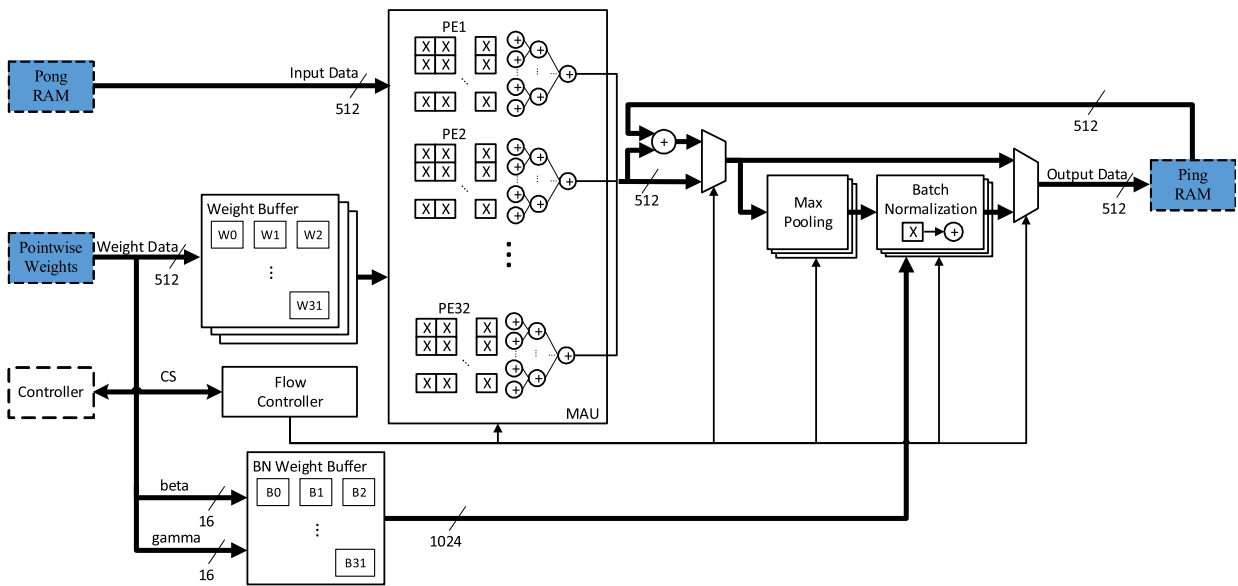 Pong
RAM
Input Data
512
PE1
X X X
X X X
X X X
+ + + + + + +
PE2
X X X
X X X
X X X
+ + + + + + +
PE32
X X X
X X X
X X X
+ + + + + + +
MAU
Pointwise
Weights
Weight Data
512
Weight Buffer
W0 W1 W2
W31
Controller
CS
Flow
Controller
beta
16
gamma
16
BN Weight Buffer
B0 B1 B2
B31
1024
+
512
512
Max
Pooling
Batch
Normalization
X +
Output Data
512
Ping
RAM